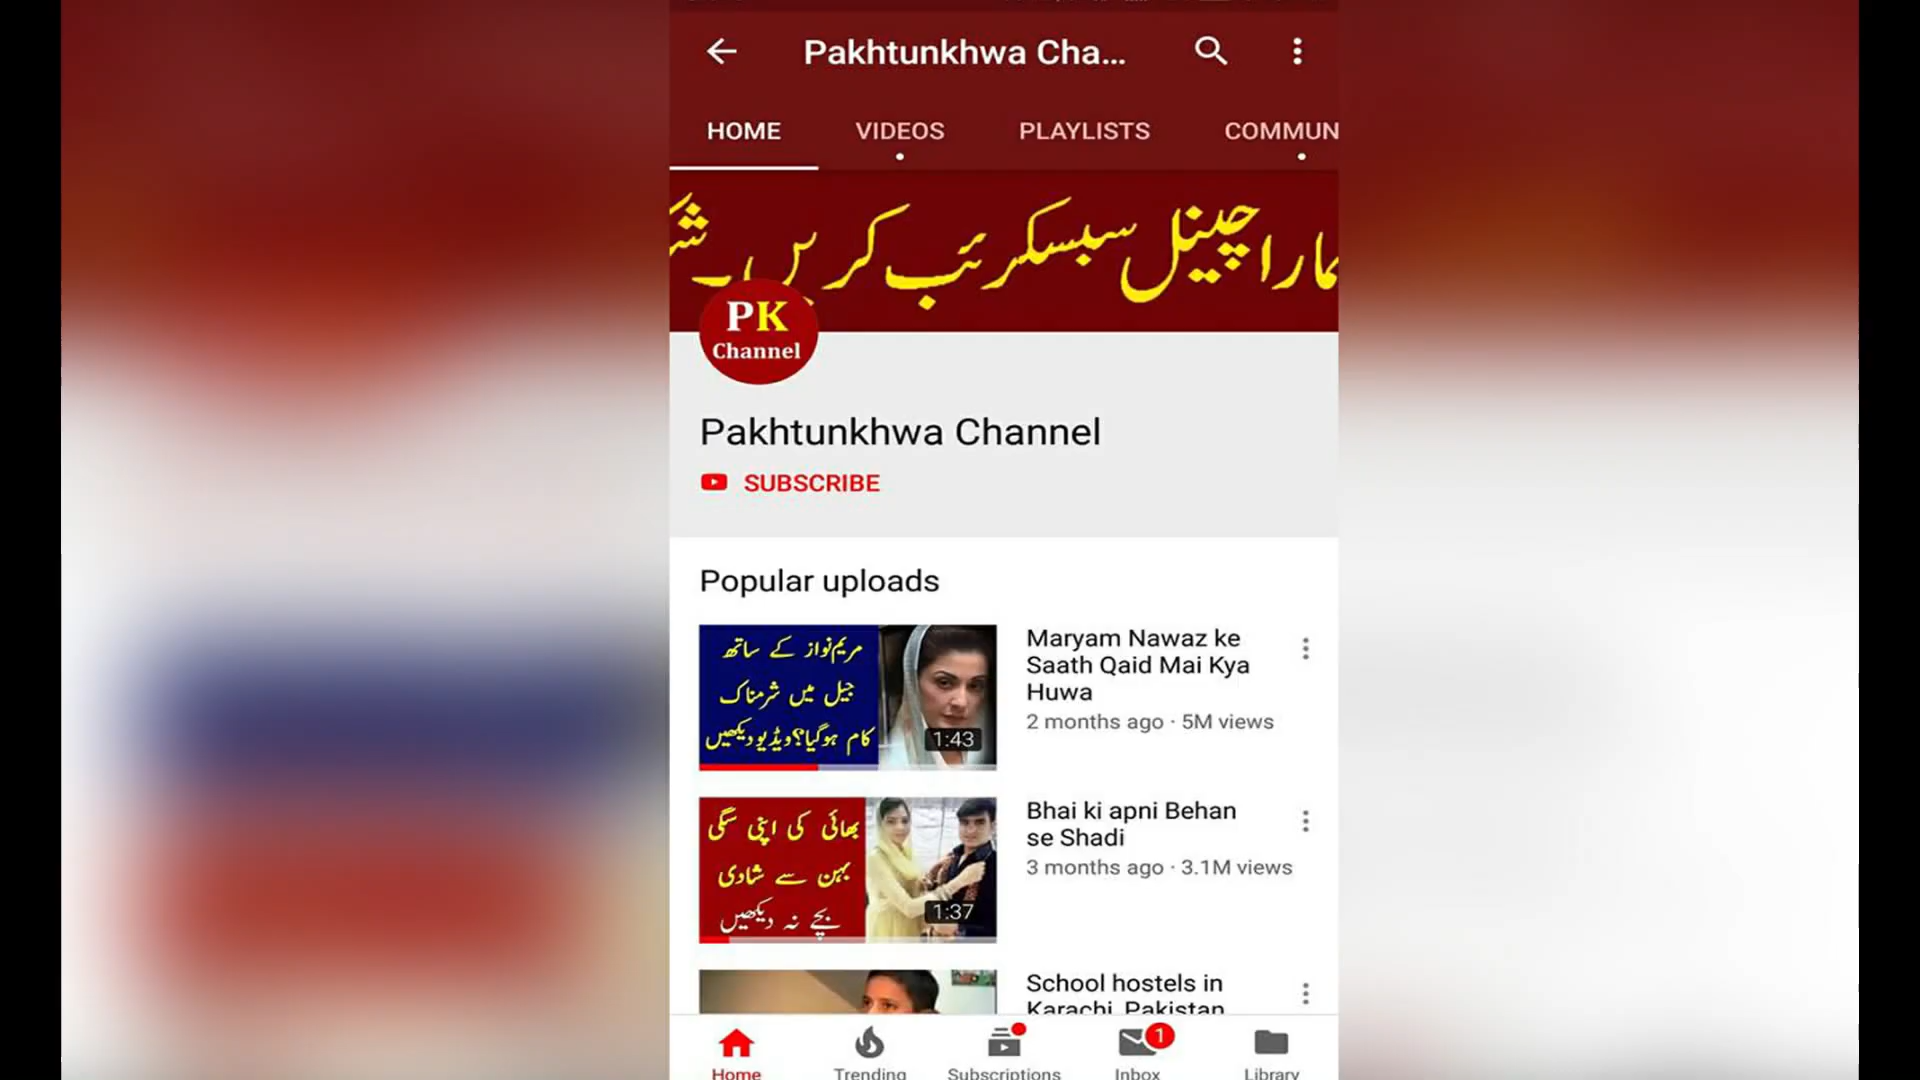 Pakhtunkhwa Cha...
HOME VIDEOS PLAYLISTS COMMUN
مارا چینل سبسکرئب کریں۔ شک
PK
Channel
Pakhtunkhwa Channel
SUBSCRIBE
Popular uploads
مریم نواز کے ساتھ
جیل میں شرمناک
کام ہوگیا؟ ویڈیو دیکھیں
1:43
Maryam Nawaz ke
Saath Qaid Mai Kya
Huwa
2 months ago · 5M views
بھائی کی اپنی سگی
بہن سے شادی
بچے نہ دیکھیں
1:37
Bhai ki apni Behan
se Shadi
3 months ago · 3.1M views
School hostels in
Karachi, Pakistan
1
Home Trending Subscriptions Inbox Library